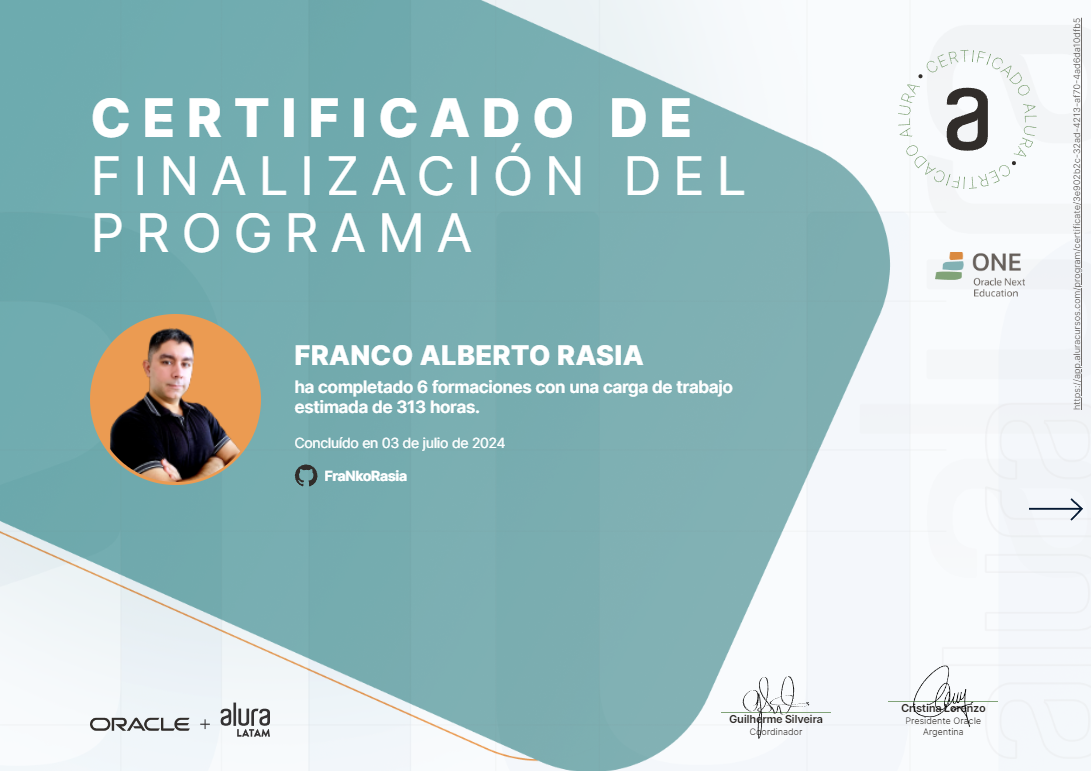 CERTIFICADO DE
FINALIZACIÓN DEL
PROGRAMA
CERTIFICADO ALURA • CERTIFICADO ALURA •
a
ONE
Oracle Next
Education
https://app.aluracursos.com/program/certificate/3e902b2c-32ad-4213-af70-4ad6da10dfb5
FRANCO ALBERTO RASIA
ha completado 6 formaciones con una carga de trabajo
estimada de 313 horas.
Concluído en 03 de julio de 2024
FraNkoRasia
alura
alura
ORACLE + alura
LATAM
Guilherme Silveira
Coordinador
Cristina Lorenzo
Presidente Oracle
Argentina